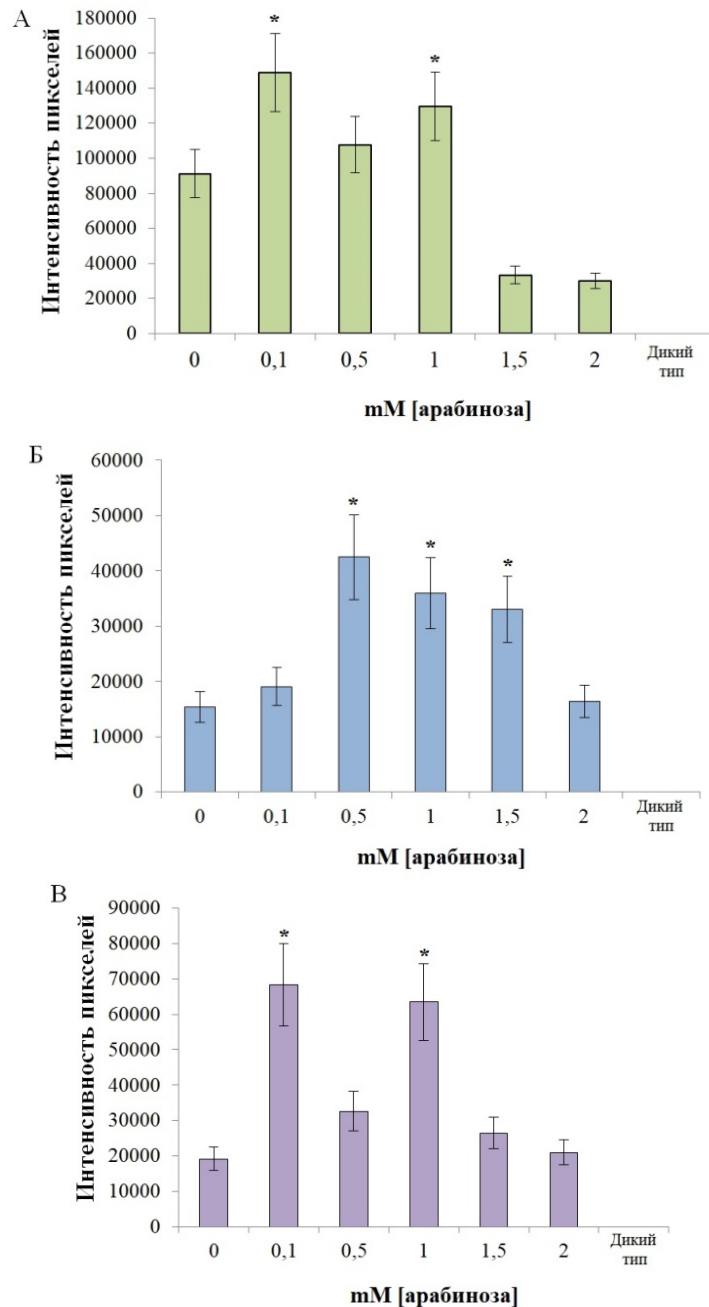 А
Интенсивность пикселей
180000
160000
140000
120000
100000
80000
60000
40000
20000
0
*
*
0 0,1 0,5 1 1,5 2 Дикий
тип
mM [арабиноза]
Б
Интенсивность пикселей
60000
50000
40000
30000
20000
10000
0
*
*
*
0 0,1 0,5 1 1,5 2 Дикий
тип
mM [арабиноза]
В
Интенсивность пикселей
90000
80000
70000
60000
50000
40000
30000
20000
10000
0
*
*
0 0,1 0,5 1 1,5 2 Дикий
тип
mM [арабиноза]